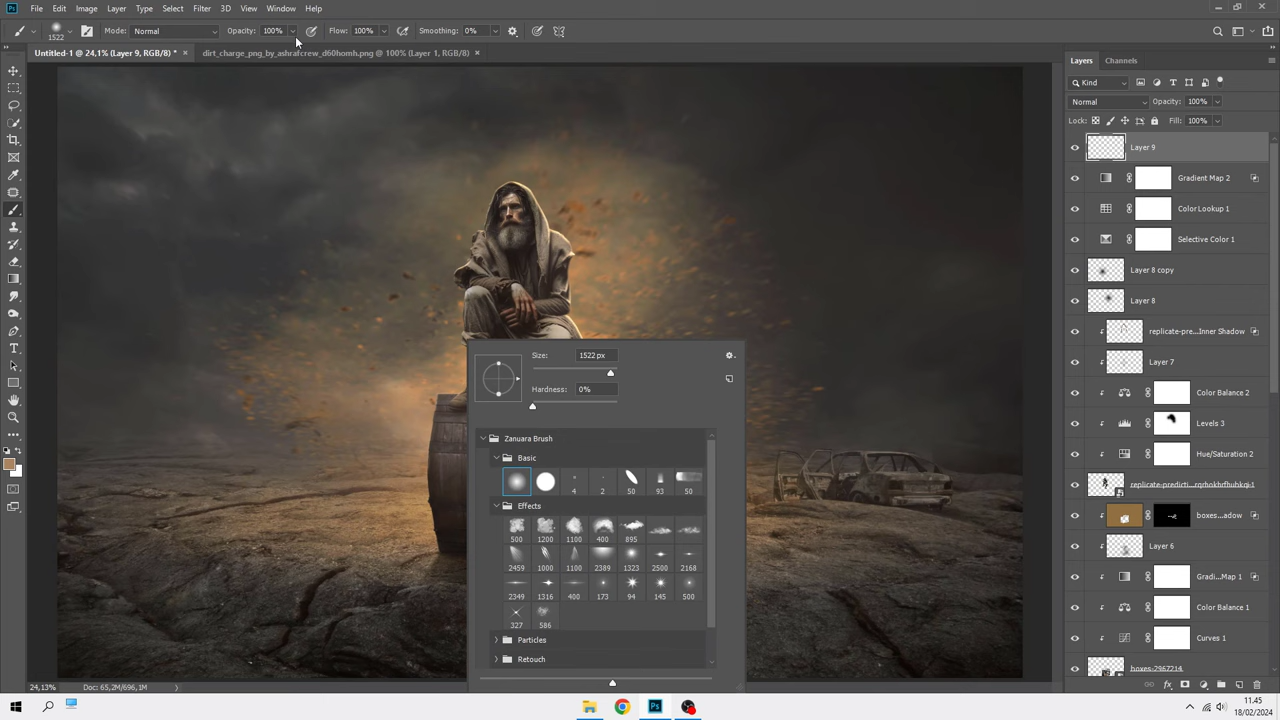 File Edit Image Layer Type Select Filter 3D View Window Help
1522 Mode: Normal Opacity: 100% Flow: 100% Smoothing: 0%
Untitled-1 @ 24,1% (Layer 9, RGB/8) * × dirt_charge_png_by_ashrafcrew_d60homh.png @ 100% (Layer 1, RGB/8) ×
Layers Channels
Kind
Normal Opacity: 100%
Lock: Fill: 100%
Layer 9
Gradient Map 2
Color Lookup 1
Selective Color 1
Layer 8 copy
Layer 8
replicate-pre...Inner Shadow
Layer 7
Color Balance 2
Levels 3
Hue/Saturation 2
boxes...adow
Layer 6
Gradi...Map 1
Color Balance 1
Curves 1
boxes-2967214
Size: 1522 px
Hardness: 0%
Zanuara Brush
Basic
4 2 50 93 50
Effects
500 1200 1100 400 895
2459 1000 1100 2389 1323 2500 2168
2349 1316 400 173 94 145 500
327 586
Particles
Retouch
24,13% Doc: 65,2M/696,1M
Ps
11.45
18/02/2024